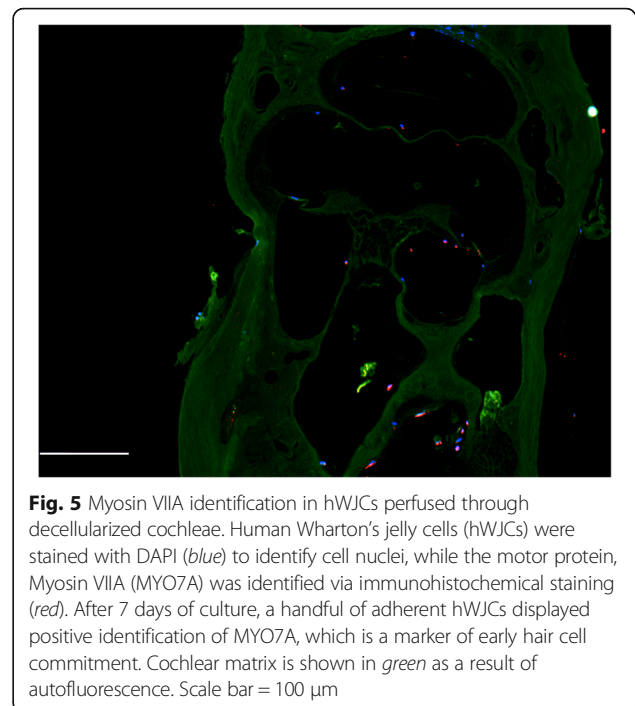 Fig. 5 Myosin VIIA identification in hWJCs perfused through
decellularized cochleae. Human Wharton's jelly cells (hWJCs) were
stained with DAPI (blue) to identify cell nuclei, while the motor protein,
Myosin VIIA (MYO7A) was identified via immunohistochemical staining
(red). After 7 days of culture, a handful of adherent hWJCs displayed
positive identification of MYO7A, which is a marker of early hair cell
commitment. Cochlear matrix is shown in green as a result of
autofluorescence. Scale bar = 100 μm